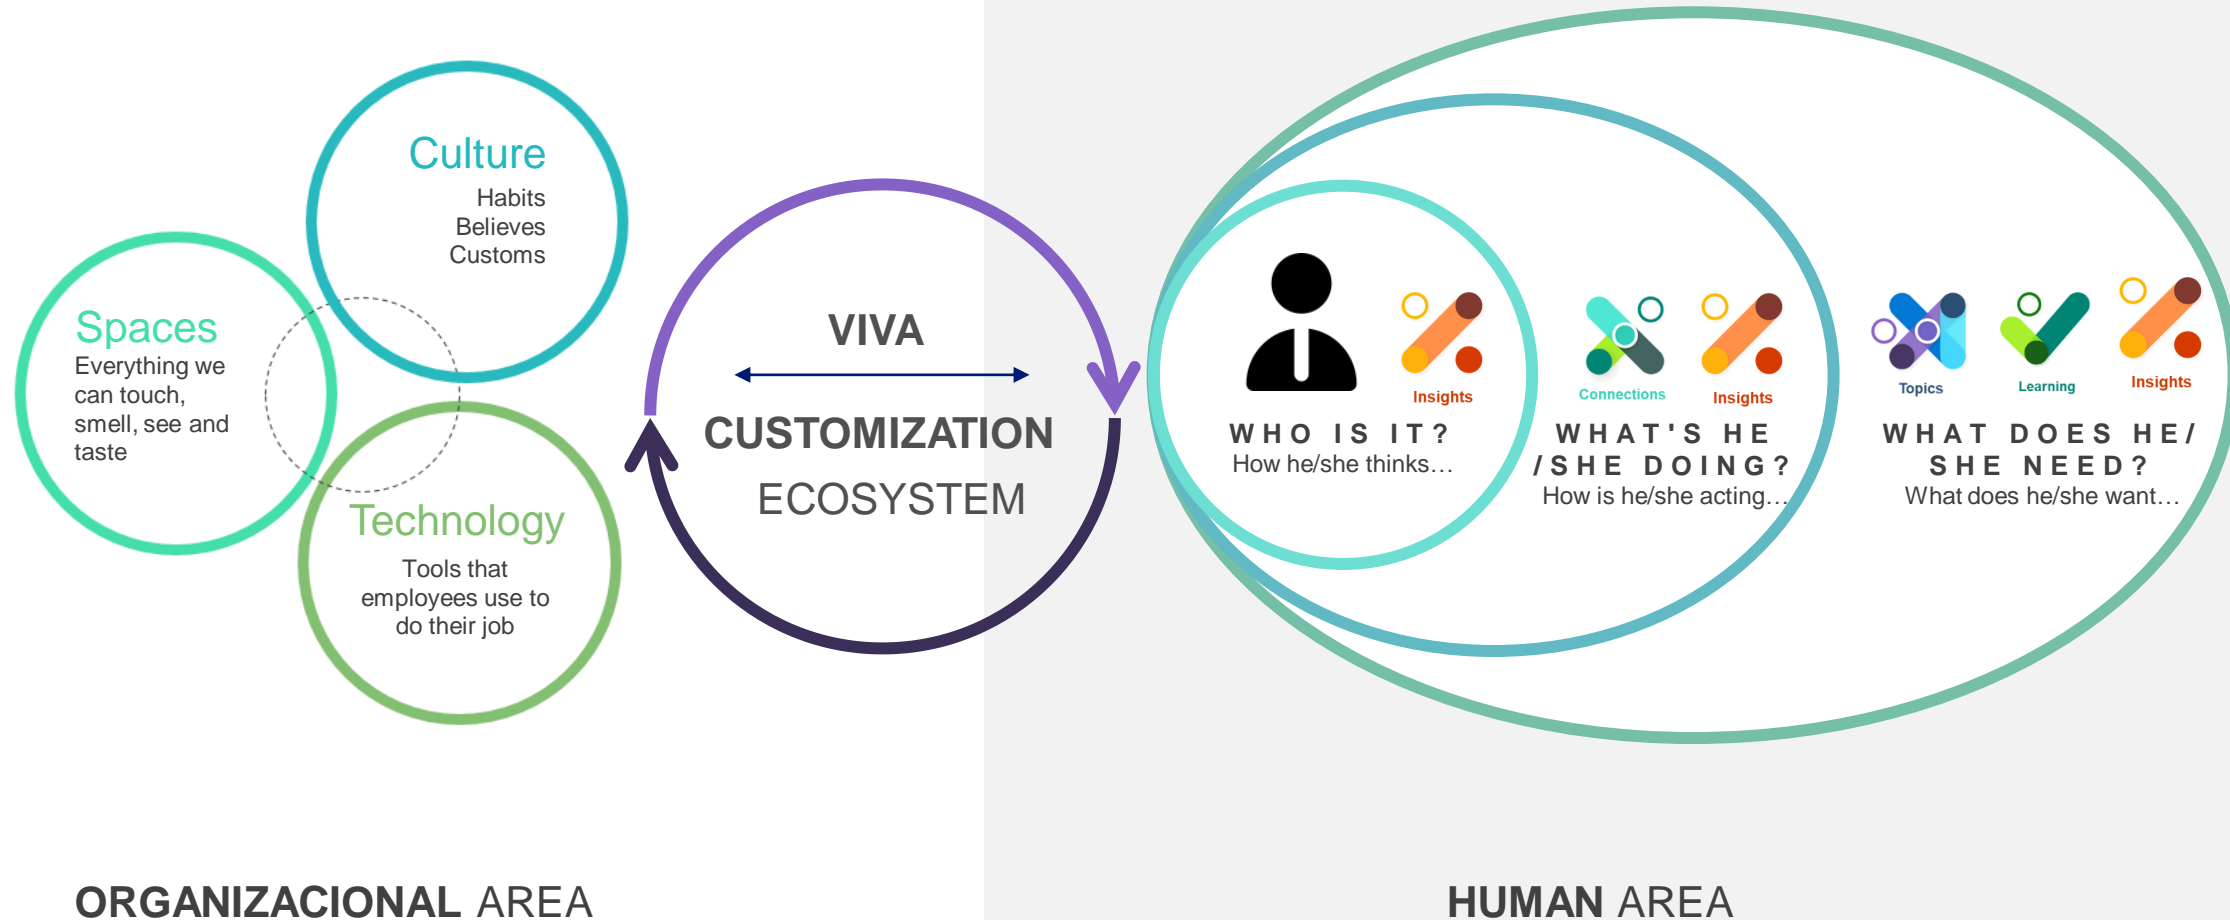 Culture
Habits
Believes
Customs
Spaces
Everything we
can touch,
smell, see and
taste
Technology
Tools that
employees use to
do their job
VIVA
CUSTOMIZATION
ECOSYSTEM
Insights
WHO IS IT?
How he/she thinks…
Connections
Insights
WHAT'S HE
/SHE DOING?
How is he/she acting…
Topics
Learning
Insights
WHAT DOES HE/
SHE NEED?
What does he/she want…
ORGANIZACIONAL AREA
HUMAN AREA